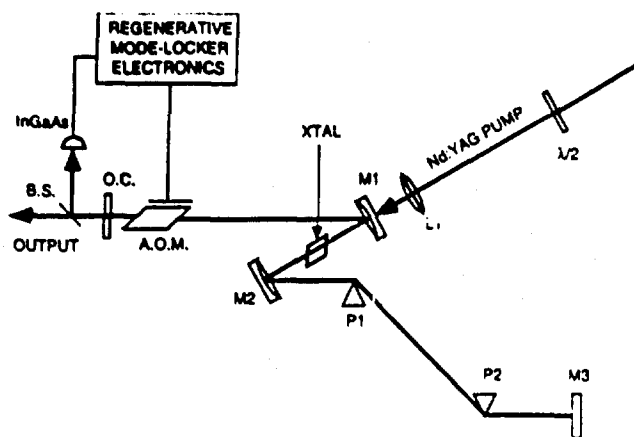 REGENERATIVE
MODE-LOCKER
ELECTRONICS
InGaAs
XTAL
Nd:YAG PUMP
λ/2
B.S.
O.C.
M1
OUTPUT
A.O.M.
M2
P1
P2
M3